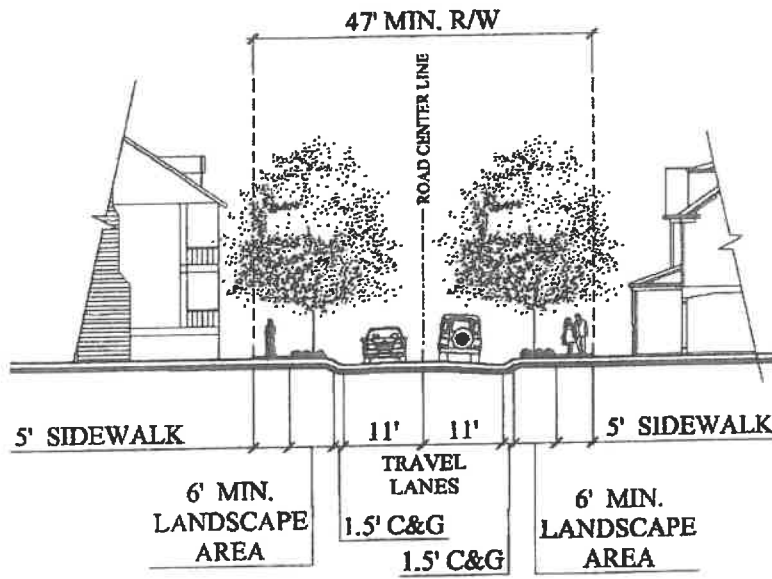 47' MIN. R/W
ROAD CENTER LINE
5' SIDEWALK
11'
11'
5' SIDEWALK
TRAVEL
LANES
6' MIN.
LANDSCAPE
AREA
1.5' C&G
1.5' C&G
6' MIN.
LANDSCAPE
AREA